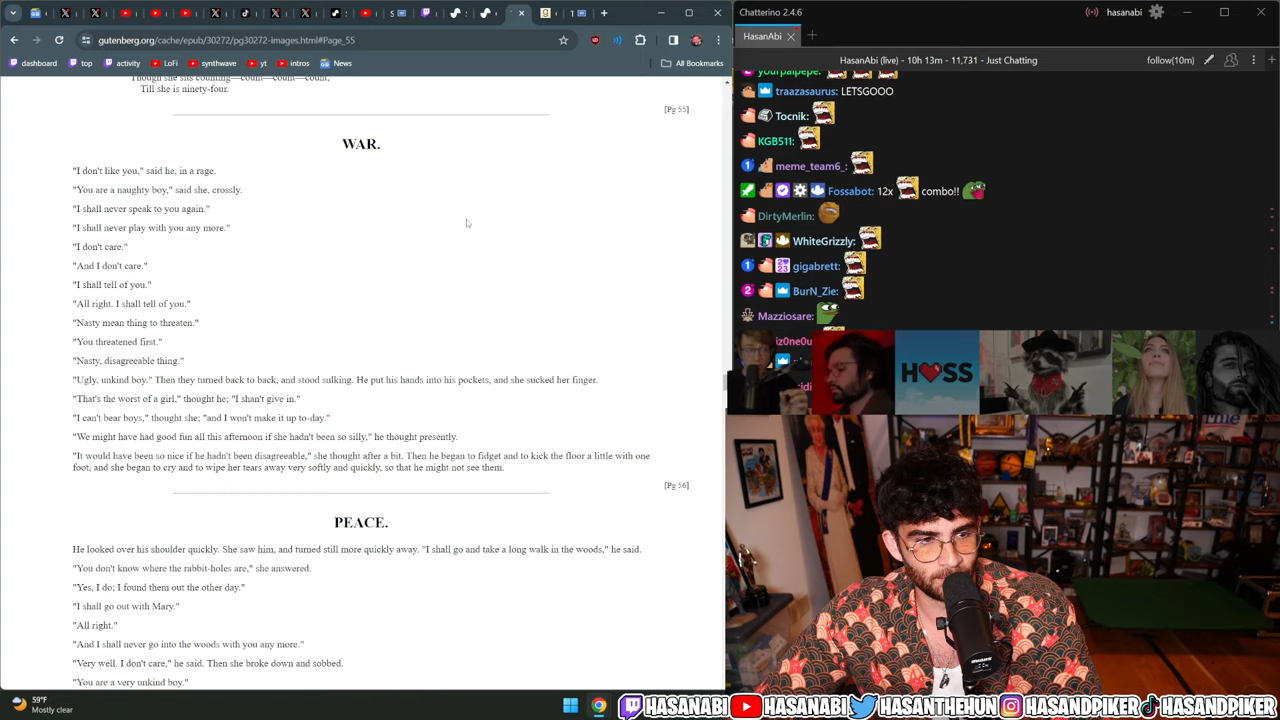 Chatterino 2.4.6
hasanabi
gutenberg.org/cache/epub/30272/pg30272-images.html#Page_55
HasanAbi
dashboard
top
activity
LoFi
synthwave
yt
intros
News
All Bookmarks
HasanAbi (live) - 10h 13m - 11,731 - Just Chatting
follow(10m)
Though she sits counting—count—count—count,
Till she is ninety-four.
[Pg 55]
WAR.
"I don't like you," said he, in a rage.
"You are a naughty boy," said she, crossly.
"I shall never speak to you again."
"I shall never play with you any more."
"I don't care."
"And I don't care."
"I shall tell of you."
"All right. I shall tell of you."
"Nasty mean thing to threaten."
"You threatened first."
"Nasty, disagreeable thing."
"Ugly, unkind boy." Then they turned back to back, and stood sulking. He put his hands into his pockets, and she sucked her finger.
"That's the worst of a girl," thought he; "I shan't give in."
"I can't bear boys," thought she; "and I won't make it up to-day."
"We might have had good fun all this afternoon if she hadn't been so silly," he thought presently.
"It would have been so nice if he hadn't been disagreeable," she thought after a bit. Then he began to fidget and to kick the floor a little with one
foot, and she began to cry and to wipe her tears away very softly and quickly, so that he might not see them.
[Pg 56]
PEACE.
He looked over his shoulder quickly. She saw him, and turned still more quickly away. "I shall go and take a long walk in the woods," he said.
"You don't know where the rabbit-holes are," she answered.
"Yes, I do; I found them out the other day."
"I shall go out with Mary."
"All right."
"And I shall never go into the woods with you any more."
"Very well. I don't care," he said. Then she broke down and sobbed.
"You are a very unkind boy."
yourpalpepe:
traazasaurus: LETSGOOO
Tocnik:
KGB511:
meme_team6_:
Fossabot: 12x combo!!
DirtyMerlin:
WhiteGrizzly:
gigabrett:
BurN_Zie:
Mazziosare:
H SS
59°F
Mostly clear
HASANABI
HASANABI
HASANTHEHUN
HASANDPIKER
HASANDPIKER